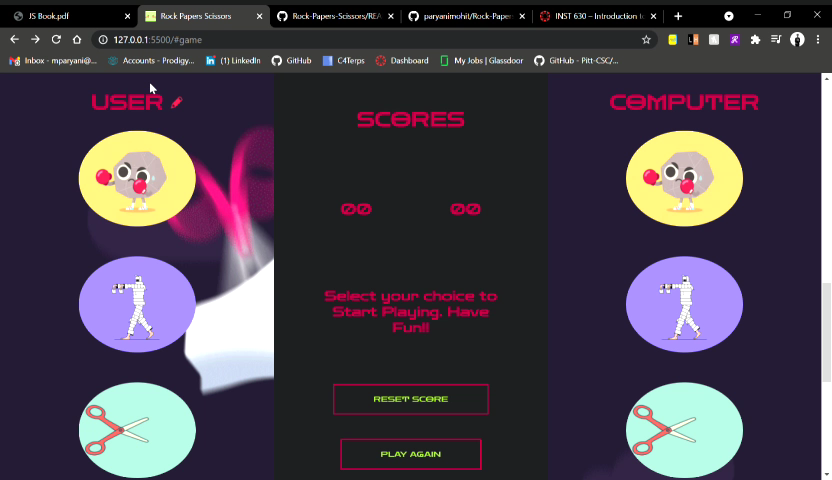 JS Book.pdf
Rock Papers Scissors
Rock-Papers-Scissors/REA
paryanimohit/Rock-Papers
INST 630 – Introduction to
127.0.0.1:5500/#game
Inbox - mparyani@...
Accounts - Prodigy...
(1) LinkedIn
GitHub
C4Terps
Dashboard
My Jobs | Glassdoor
GitHub - Pitt-CSC/...
USER
SCORES
COMPUTER
00
00
Select your choice to
Start Playing. Have
Fun!!
RESET SCORE
PLAY AGAIN